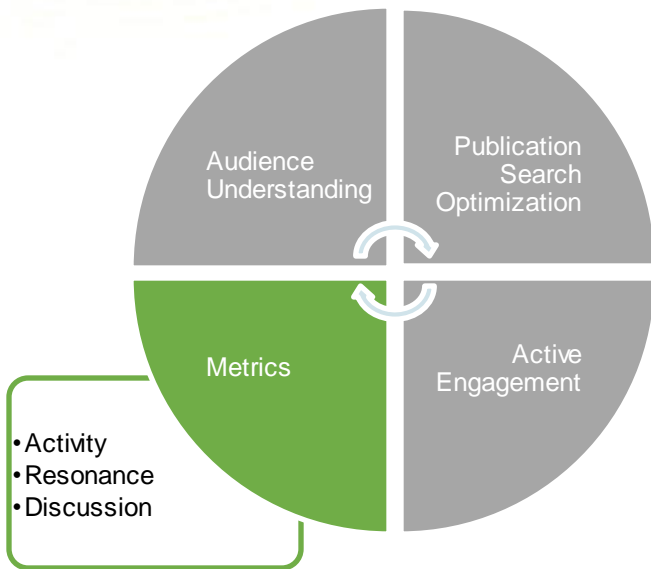 Audience
Understanding
Publication
Search
Optimization
Metrics
Active
Engagement
•Activity
•Resonance
•Discussion